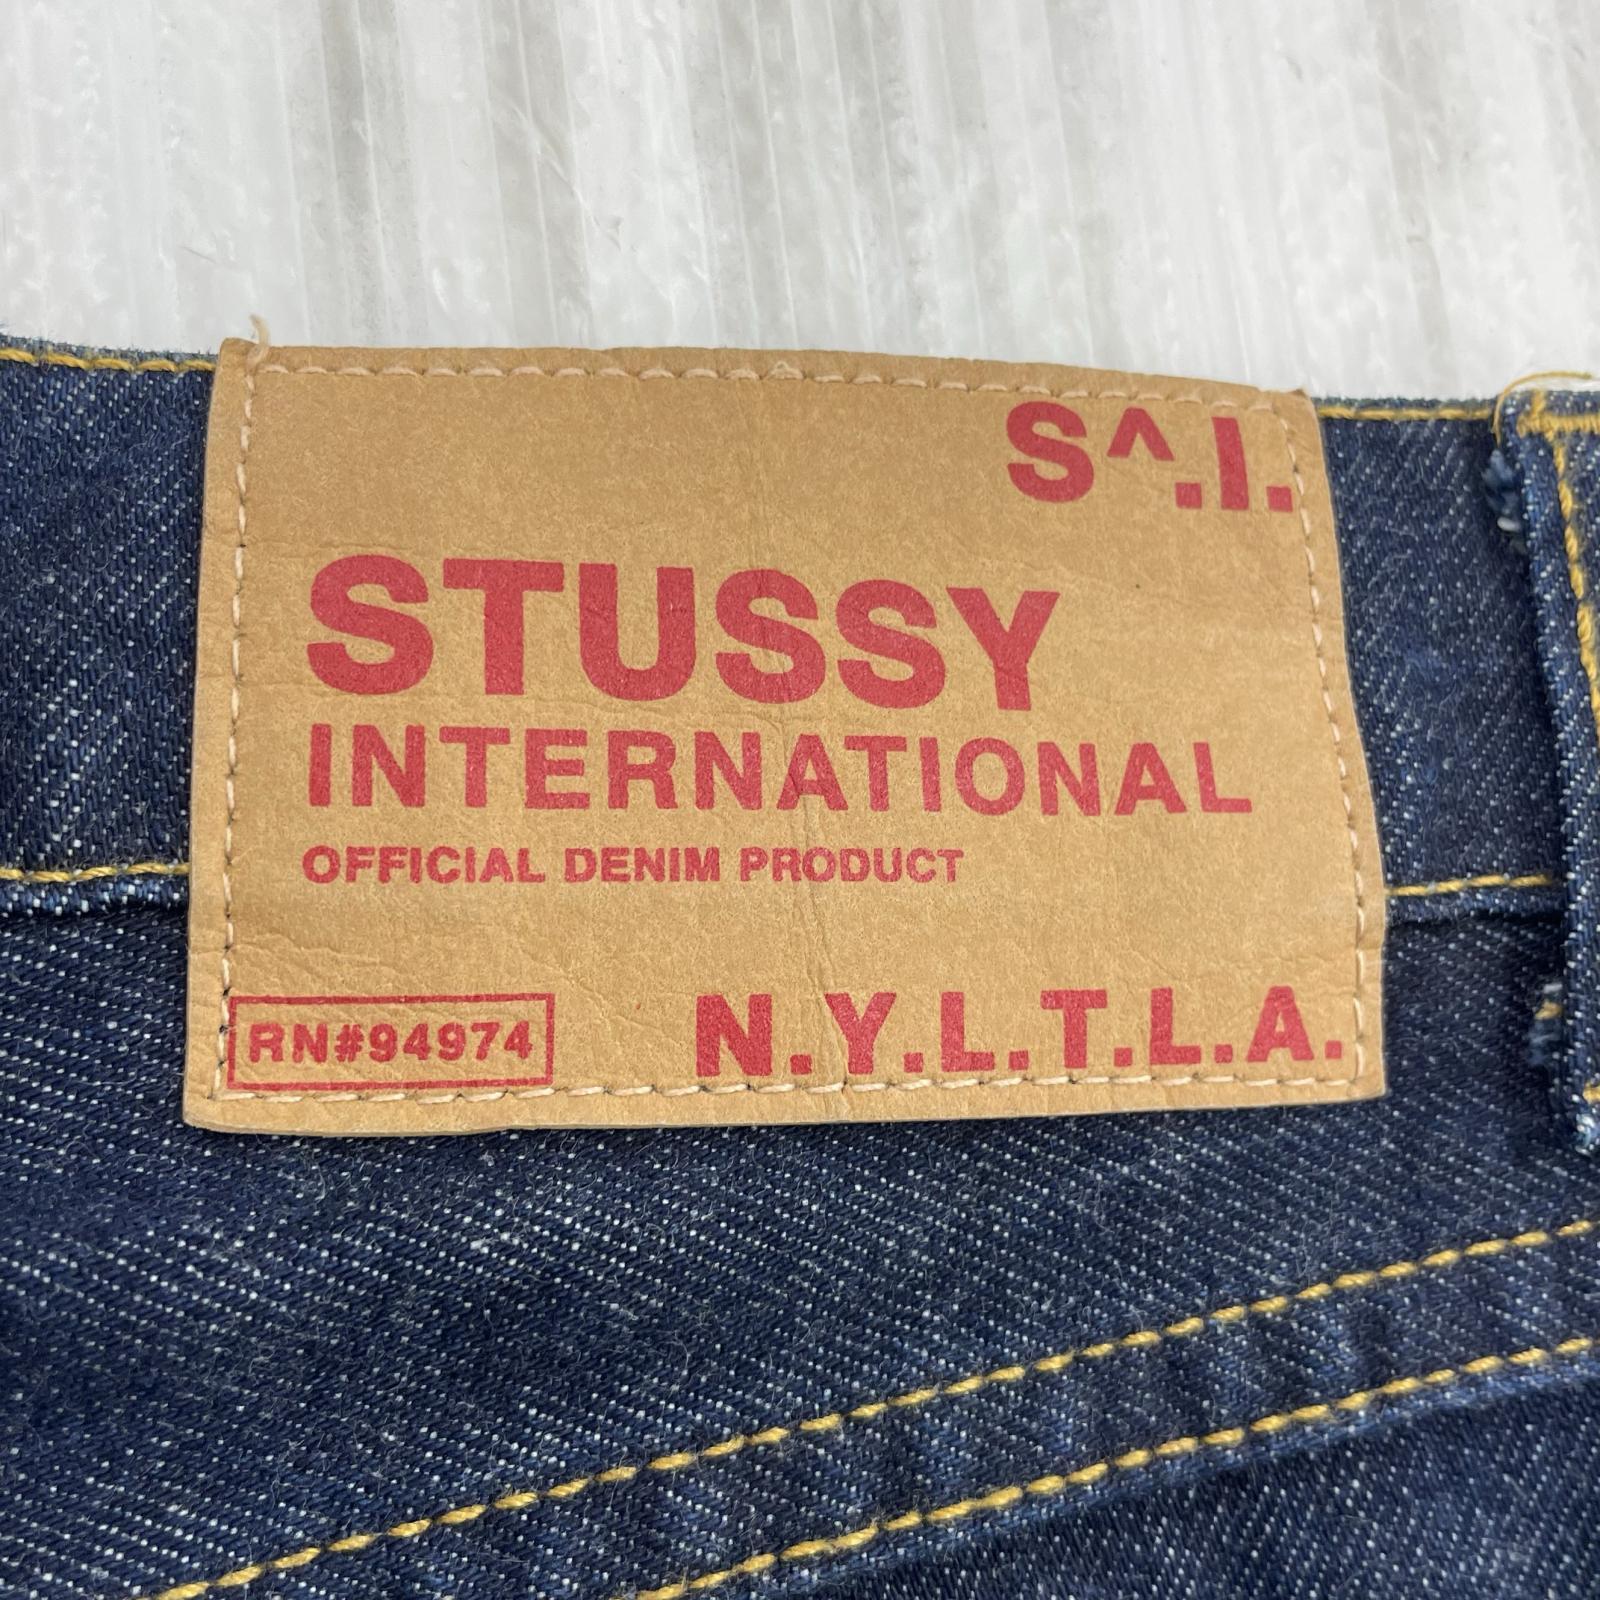 S^.I.
STUSSY
INTERNATIONAL
OFFICIAL DENIM PRODUCT
RN#94974
N.Y.L.T.L.A.